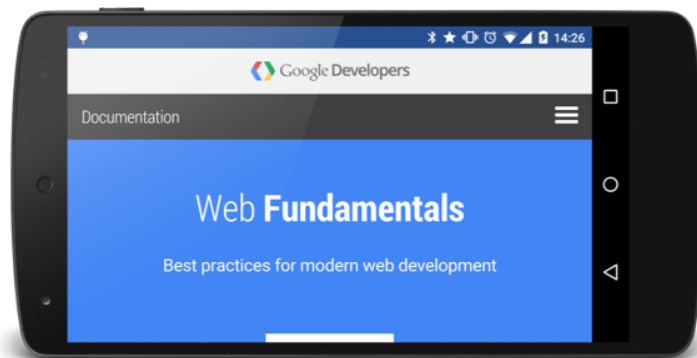 14:26
Google Developers
Documentation
Web Fundamentals
Best practices for modern web development